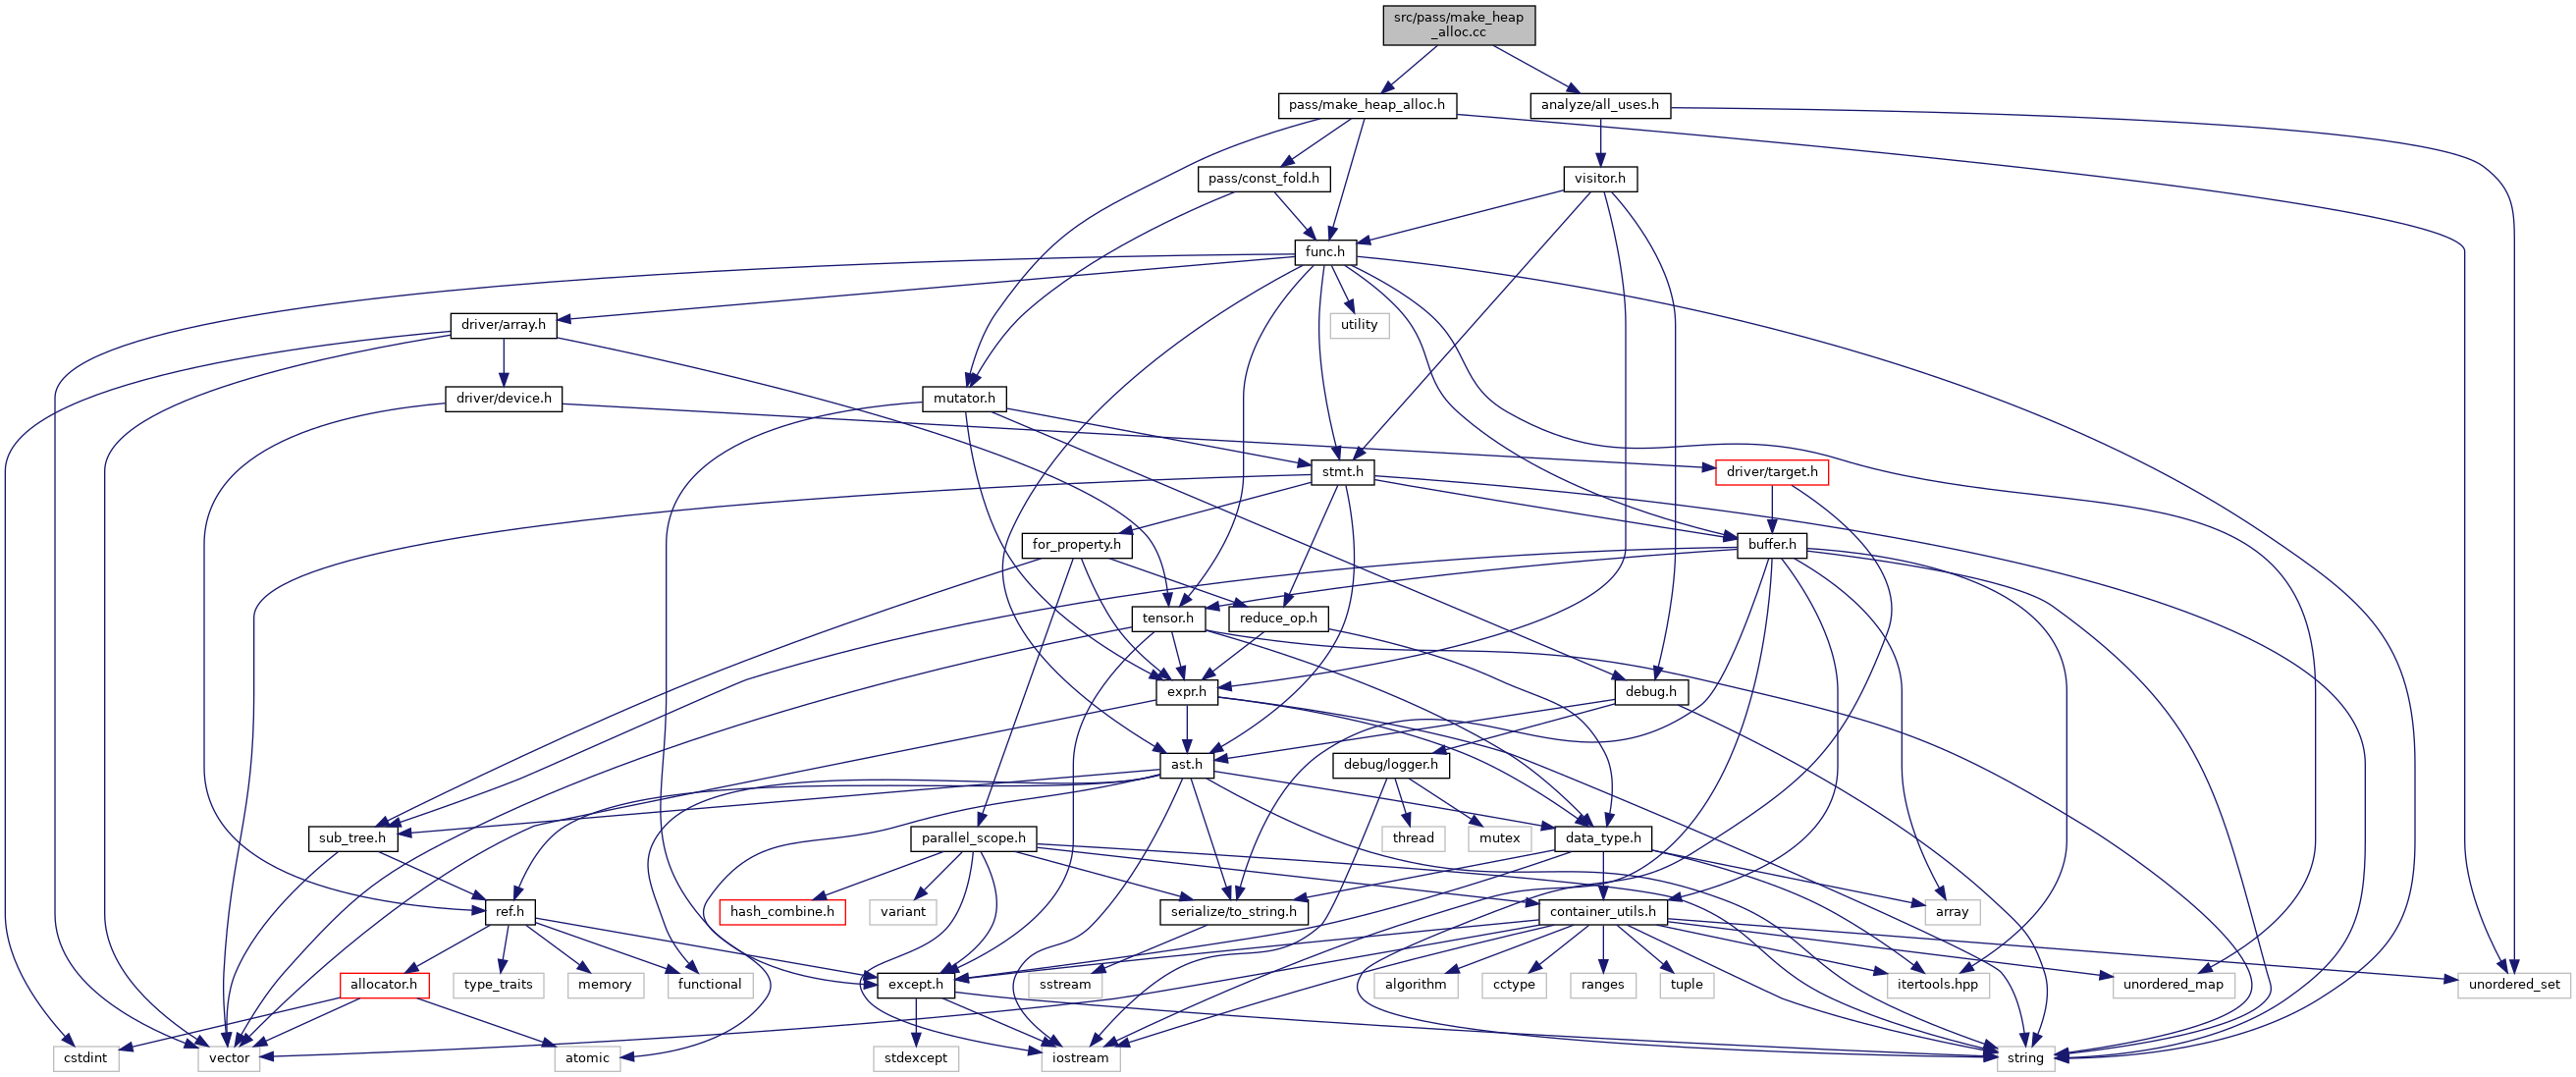 src/pass/make_heap
_alloc.cc
pass/make_heap_alloc.h
analyze/all_uses.h
pass/const_fold.h
visitor.h
func.h
driver/array.h
utility
driver/device.h
mutator.h
stmt.h
driver/target.h
for_property.h
buffer.h
tensor.h
reduce_op.h
expr.h
debug.h
ast.h
debug/logger.h
sub_tree.h
parallel_scope.h
thread
mutex
data_type.h
ref.h
hash_combine.h
variant
serialize/to_string.h
container_utils.h
array
allocator.h
type_traits
memory
functional
except.h
sstream
algorithm
cctype
ranges
tuple
itertools.hpp
unordered_map
unordered_set
cstdint
vector
atomic
stdexcept
iostream
string